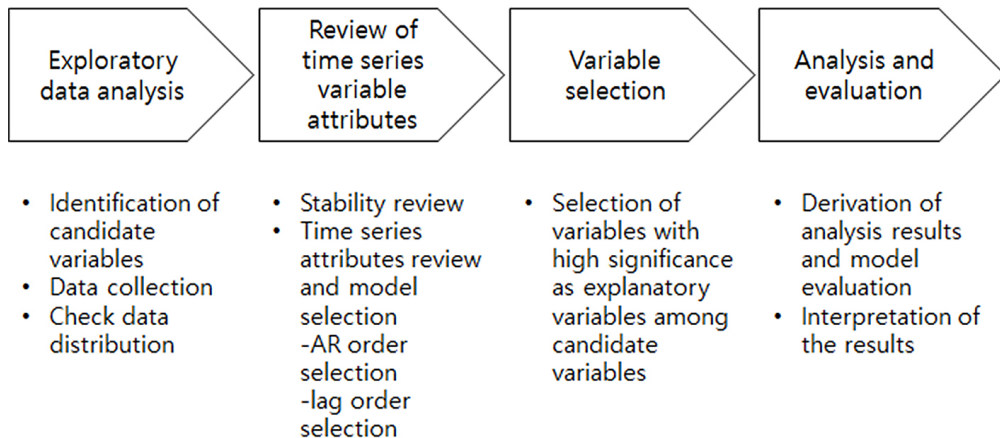 Exploratory
data analysis
Review of
time series
variable
attributes
Variable
selection
Analysis and
evaluation
• Identification of
candidate
variables
• Data collection
• Check data
distribution
• Stability review
• Time series
attributes review
and model
selection
-AR order
selection
-lag order
selection
• Selection of
variables with
high significance
as explanatory
variables among
candidate
variables
• Derivation of
analysis results
and model
evaluation
• Interpretation of
the results